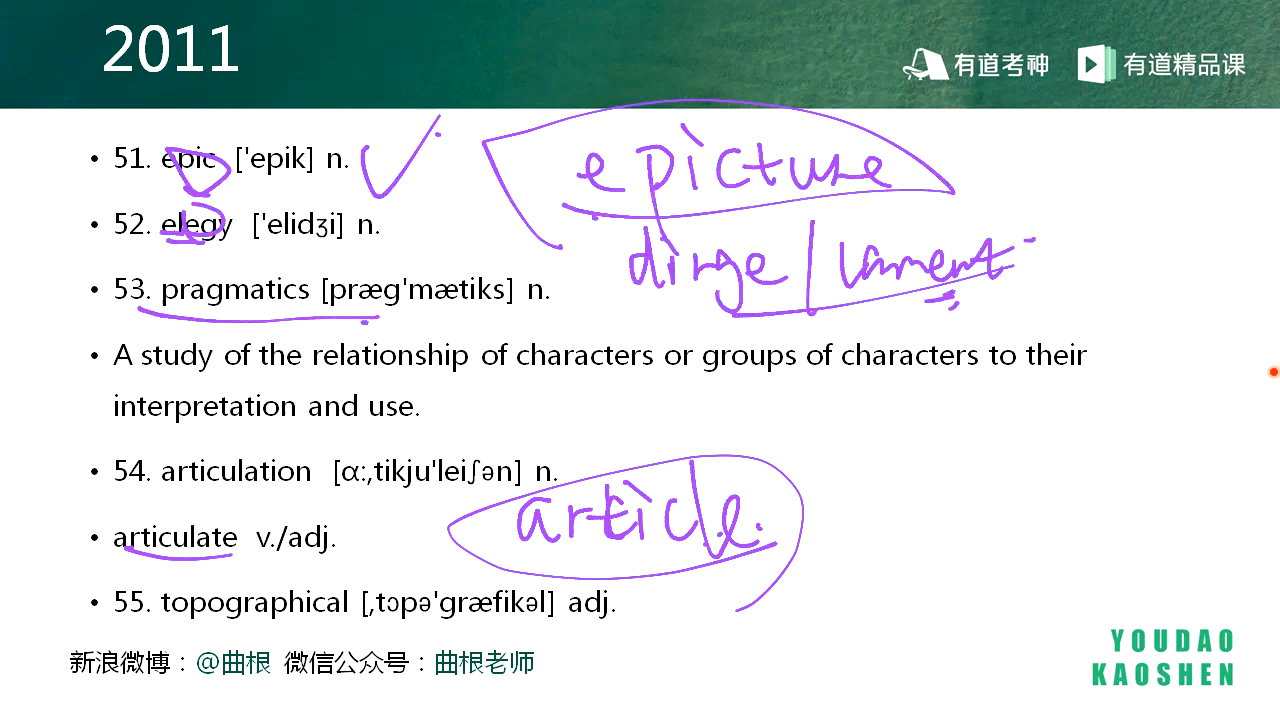 2011
有道考神 有道精品课
• 51. epic ['epik] n.
epicture
• 52. elegy ['elidʒi] n.
dirge / lament
• 53. pragmatics [præg'mætiks] n.
• A study of the relationship of characters or groups of characters to their
interpretation and use.
• 54. articulation [ɑ:,tikju'leiʃən] n.
article
• articulate v./adj.
• 55. topographical [,tɔpə'græfikəl] adj.
新浪微博：@曲根 微信公众号：曲根老师
YOUDAO
KAOSHEN